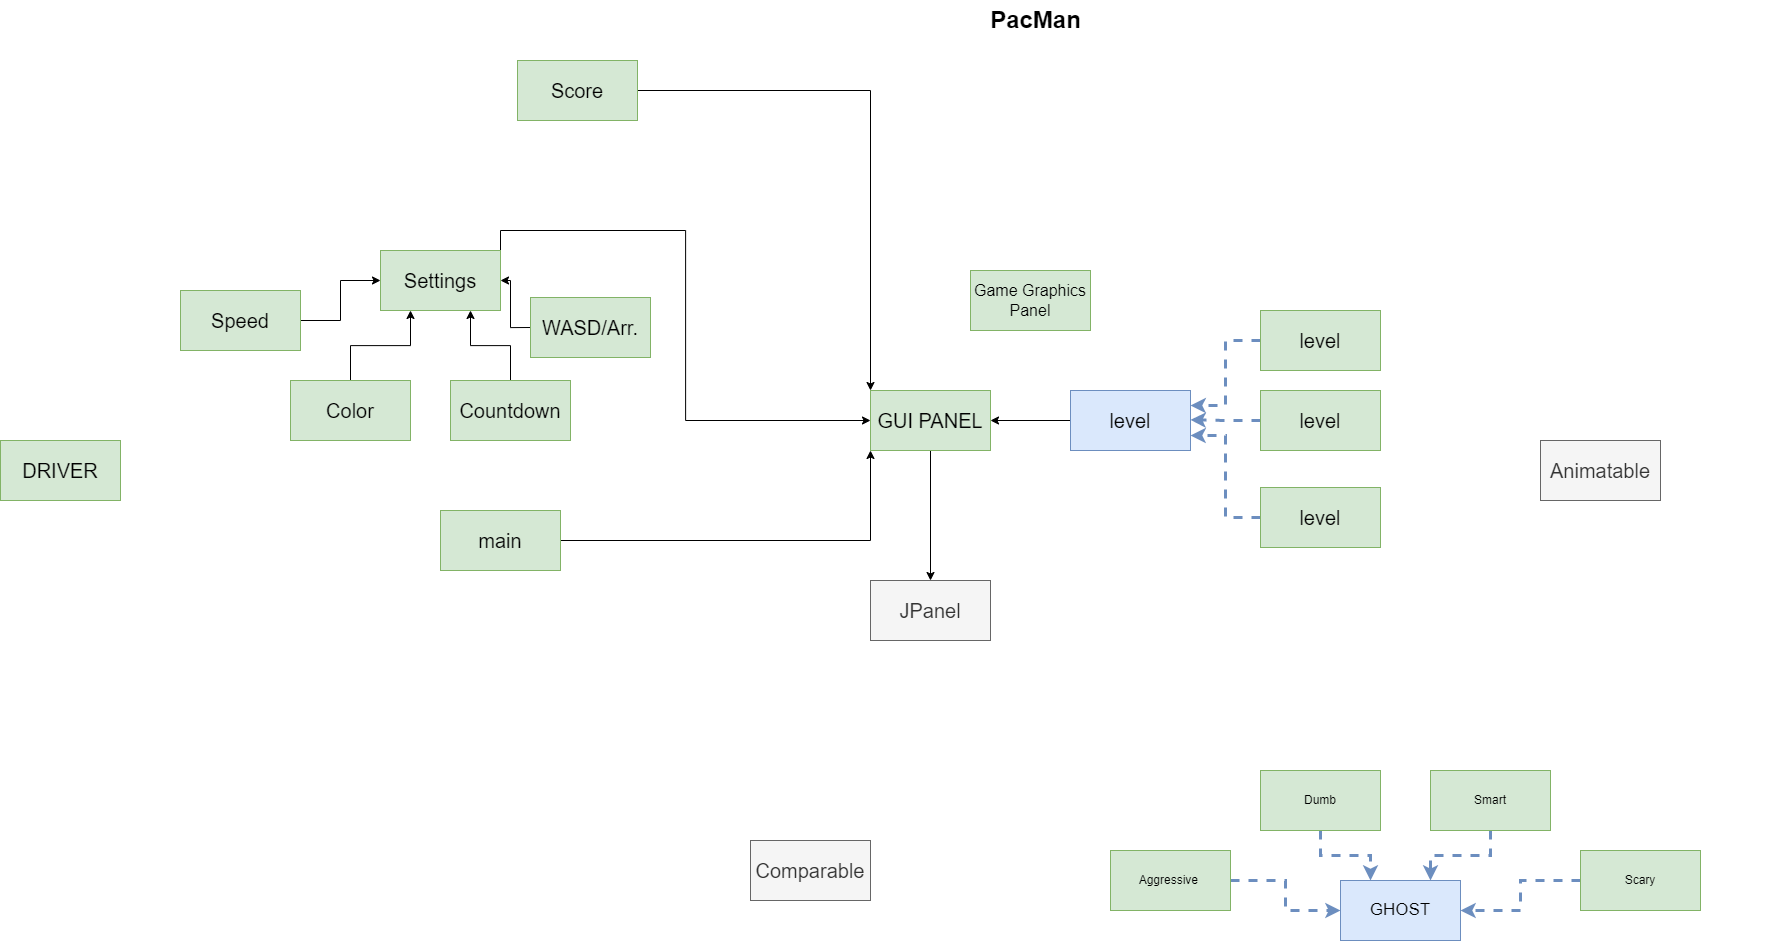 PacMan
Score
Settings
Speed
WASD/Arr.
Color
Countdown
Game Graphics
Panel
level
GUI PANEL
level
level
level
DRIVER
Animatable
main
JPanel
Dumb
Smart
Comparable
Aggressive
GHOST
Scary